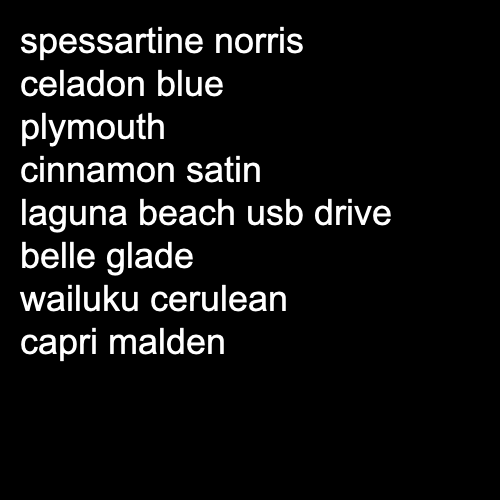 spessartine norris
celadon blue
plymouth
cinnamon satin
laguna beach usb drive
belle glade
wailuku cerulean
capri malden